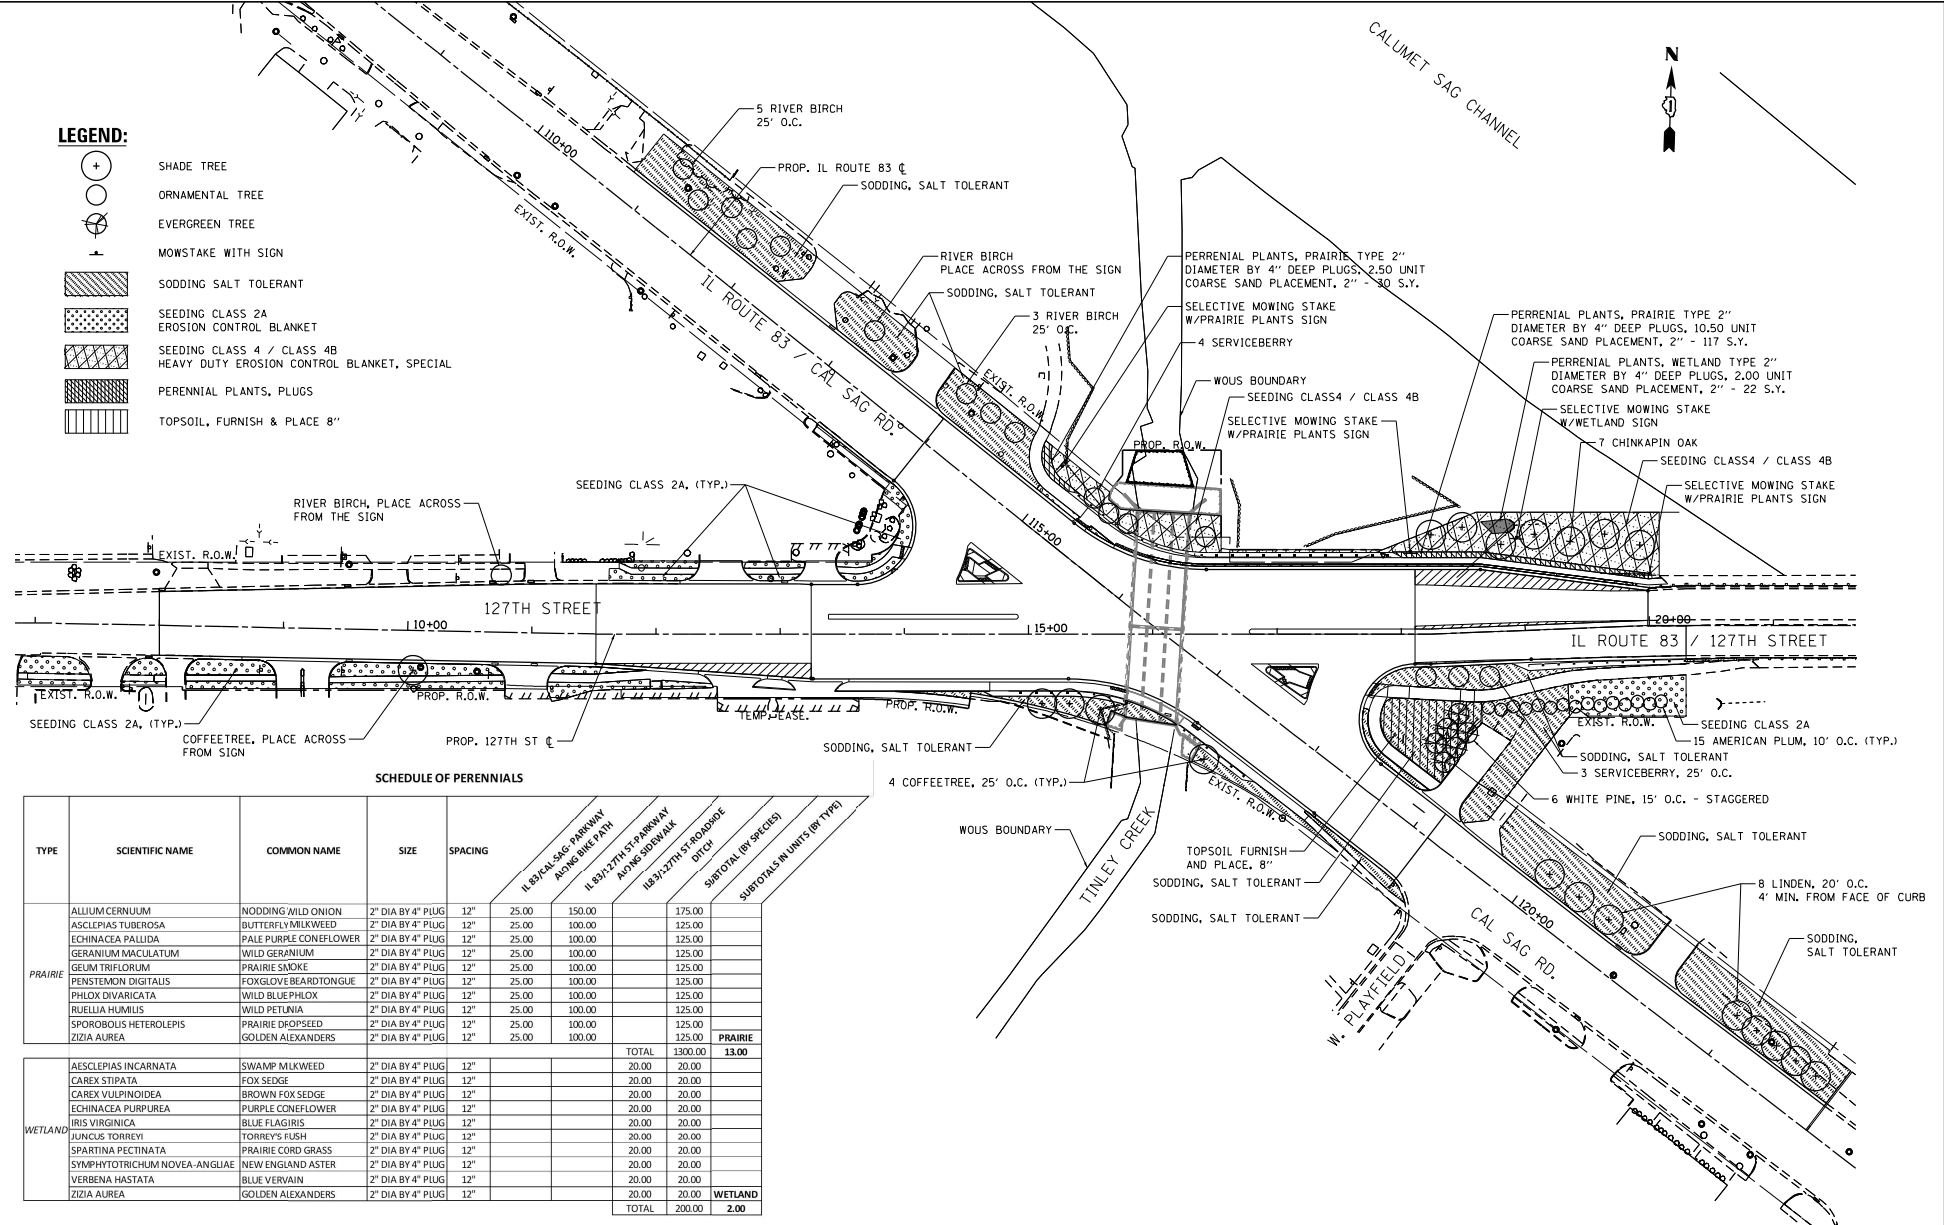 CALUMET SAG CHANNEL
N
LEGEND:
SHADE TREE
ORNAMENTAL TREE
EVERGREEN TREE
MOWSTAKE WITH SIGN
SODDING SALT TOLERANT
SEEDING CLASS 2A
EROSION CONTROL BLANKET
SEEDING CLASS 4 / CLASS 4B
HEAVY DUTY EROSION CONTROL BLANKET, SPECIAL
PERENNIAL PLANTS, PLUGS
TOPSOIL, FURNISH & PLACE 8"
5 RIVER BIRCH
25' O.C.
110+00
PROP. IL ROUTE 83 ℄
SODDING, SALT TOLERANT
EXIST. R.O.W.
RIVER BIRCH
PLACE ACROSS FROM THE SIGN
SODDING, SALT TOLERANT
3 RIVER BIRCH
25' O.C.
IL ROUTE 83 / CAL SAG RD.
EXIST. R.O.W.
PERRENIAL PLANTS, PRAIRIE TYPE 2"
DIAMETER BY 4" DEEP PLUGS, 2.50 UNIT
COARSE SAND PLACEMENT, 2" - 30 S.Y.
SELECTIVE MOWING STAKE
W/PRAIRIE PLANTS SIGN
4 SERVICEBERRY
WOUS BOUNDARY
SEEDING CLASS4 / CLASS 4B
SELECTIVE MOWING STAKE
W/PRAIRIE PLANTS SIGN
PROP. R.O.W.
PERRENIAL PLANTS, PRAIRIE TYPE 2"
DIAMETER BY 4" DEEP PLUGS, 10.50 UNIT
COARSE SAND PLACEMENT, 2" - 117 S.Y.
PERRENIAL PLANTS, WETLAND TYPE 2"
DIAMETER BY 4" DEEP PLUGS, 2.00 UNIT
COARSE SAND PLACEMENT, 2" - 22 S.Y.
SELECTIVE MOWING STAKE
W/WETLAND SIGN
7 CHINKAPIN OAK
SEEDING CLASS4 / CLASS 4B
SELECTIVE MOWING STAKE
W/PRAIRIE PLANTS SIGN
SEEDING CLASS 2A, (TYP.)
RIVER BIRCH, PLACE ACROSS
FROM THE SIGN
EXIST. R.O.W.
115+00
127TH STREET
10+00
15+00
20+00
IL ROUTE 83 / 127TH STREET
EXIST. R.O.W.
PROP. R.O.W.
TEMP. EASE.
PROP. R.O.W.
SEEDING CLASS 2A, (TYP.)
COFFEETREE, PLACE ACROSS
FROM SIGN
PROP. 127TH ST ℄
SODDING, SALT TOLERANT
4 COFFEETREE, 25' O.C. (TYP.)
EXIST. R.O.W.
WOUS BOUNDARY
TINLEY CREEK
EXIST. R.O.W.
SEEDING CLASS 2A
15 AMERICAN PLUM, 10' O.C. (TYP.)
SODDING, SALT TOLERANT
3 SERVICEBERRY, 25' O.C.
6 WHITE PINE, 15' O.C. - STAGGERED
TOPSOIL FURNISH
AND PLACE, 8"
SODDING, SALT TOLERANT
SODDING, SALT TOLERANT
SODDING, SALT TOLERANT
8 LINDEN, 20' O.C.
4' MIN. FROM FACE OF CURB
SODDING,
SALT TOLERANT
120+00
CAL SAG RD.
W. PLAYFIELD
SCHEDULE OF PERENNIALS
TYPE SCIENTIFIC NAME COMMON NAME SIZE SPACING IL 83/CAL-SAG- PARKWAY ALONG BIKE PATH IL 83/127TH ST-PARKWAY ALONG SIDEWALK IL83/127TH ST-ROADSIDE DITCH SUBTOTAL (BY SPECIES) SUBTOTALS IN UNITS (BY TYPE)
PRAIRIE
ALLIUM CERNUUM NODDING WILD ONION 2" DIA BY 4" PLUG 12" 25.00 150.00 175.00
ASCLEPIAS TUBEROSA BUTTERFLY MILKWEED 2" DIA BY 4" PLUG 12" 25.00 100.00 125.00
ECHINACEA PALLIDA PALE PURPLE CONEFLOWER 2" DIA BY 4" PLUG 12" 25.00 100.00 125.00
GERANIUM MACULATUM WILD GERANIUM 2" DIA BY 4" PLUG 12" 25.00 100.00 125.00
GEUM TRIFLORUM PRAIRIE SMOKE 2" DIA BY 4" PLUG 12" 25.00 100.00 125.00
PENSTEMON DIGITALIS FOXGLOVE BEARDTONGUE 2" DIA BY 4" PLUG 12" 25.00 100.00 125.00
PHLOX DIVARICATA WILD BLUE PHLOX 2" DIA BY 4" PLUG 12" 25.00 100.00 125.00
RUELLIA HUMILIS WILD PETUNIA 2" DIA BY 4" PLUG 12" 25.00 100.00 125.00
SPOROBOLIS HETEROLEPIS PRAIRIE DROPSEED 2" DIA BY 4" PLUG 12" 25.00 100.00 125.00
ZIZIA AUREA GOLDEN ALEXANDERS 2" DIA BY 4" PLUG 12" 25.00 100.00 125.00 PRAIRIE
TOTAL 1300.00 13.00
WETLAND
AESCLEPIAS INCARNATA SWAMP MILKWEED 2" DIA BY 4" PLUG 12" 20.00 20.00
CAREX STIPATA FOX SEDGE 2" DIA BY 4" PLUG 12" 20.00 20.00
CAREX VULPINOIDEA BROWN FOX SEDGE 2" DIA BY 4" PLUG 12" 20.00 20.00
ECHINACEA PURPUREA PURPLE CONEFLOWER 2" DIA BY 4" PLUG 12" 20.00 20.00
IRIS VIRGINICA BLUE FLAG IRIS 2" DIA BY 4" PLUG 12" 20.00 20.00
JUNCUS TORREYI TORREY'S RUSH 2" DIA BY 4" PLUG 12" 20.00 20.00
SPARTINA PECTINATA PRAIRIE CORD GRASS 2" DIA BY 4" PLUG 12" 20.00 20.00
SYMPHYTOTRICHUM NOVEA-ANGLIAE NEW ENGLAND ASTER 2" DIA BY 4" PLUG 12" 20.00 20.00
VERBENA HASTATA BLUE VERVAIN 2" DIA BY 4" PLUG 12" 20.00 20.00
ZIZIA AUREA GOLDEN ALEXANDERS 2" DIA BY 4" PLUG 12" 20.00 20.00 WETLAND
TOTAL 200.00 2.00